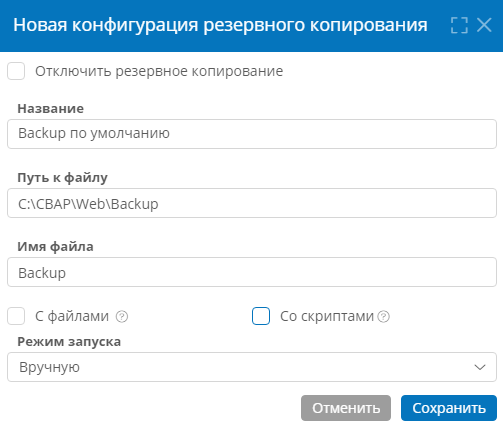 Новая конфигурация резервного копирования
Отключить резервное копирование
Название
Backup по умолчанию
Путь к файлу
C:\CBAP\Web\Backup
Имя файла
Backup
С файлами ? Со скриптами ?
Режим запуска
Вручную
Отменить Сохранить